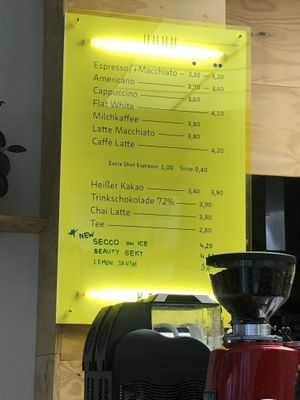 Espresso/+Macchiato 2,20 3,20
Americano 2,70 3,40
Cappuccino 3,60
Flat White 4,10
Milchkaffee 3,80
Latte Macchiato 3,80
Caffe Latte 4,20
Extra Shot Espresso 1,00 Sirup 0,40
Heißer Kakao 3,40 3,90
Trinkschokolade 72% 3,90
Chai Latte 3,80
Tee 2,80
* NEW
SECCO ON ICE 4,20
BEAUTY SEKT
LEMON SLUSH